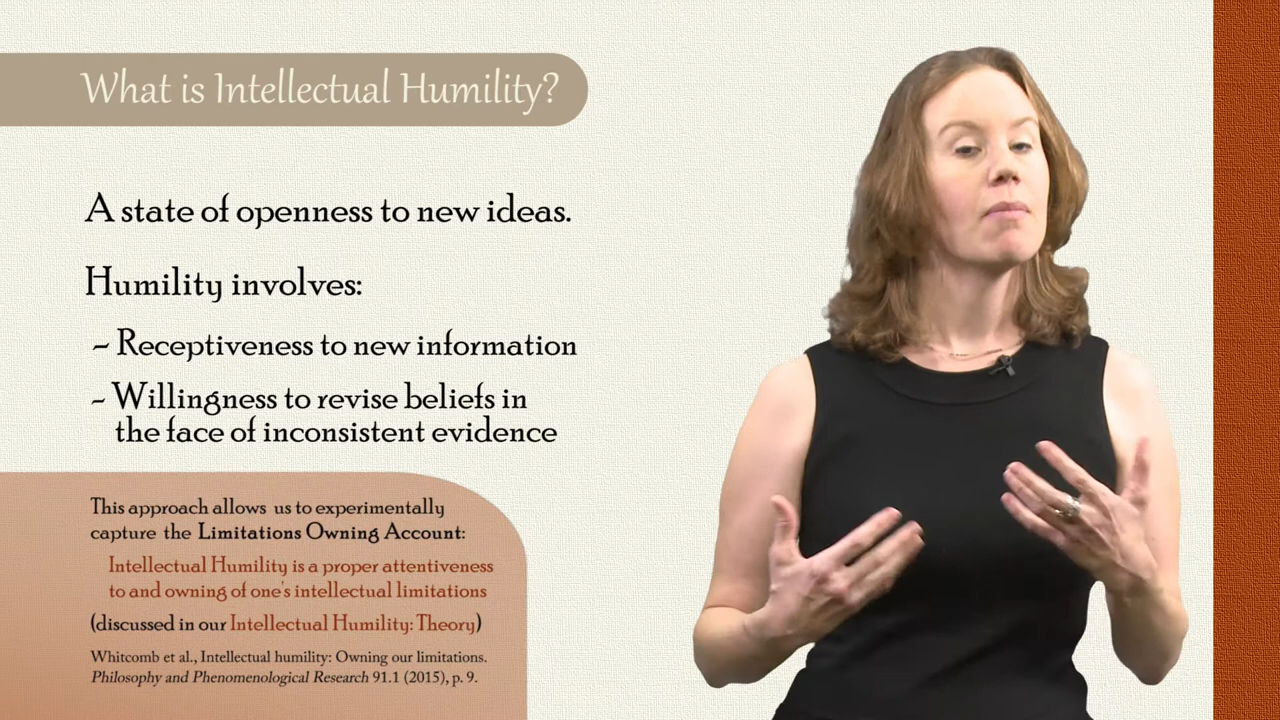 What is Intellectual Humility?
A state of openness to new ideas.
Humility involves:
– Receptiveness to new information
- Willingness to revise beliefs in
the face of inconsistent evidence
This approach allows us to experimentally
capture the Limitations Owning Account:
Intellectual Humility is a proper attentiveness
to and owning of one's intellectual limitations
(discussed in our Intellectual Humility: Theory)
Whitcomb et al., Intellectual humility: Owning our limitations.
Philosophy and Phenomenological Research 91.1 (2015), p. 9.